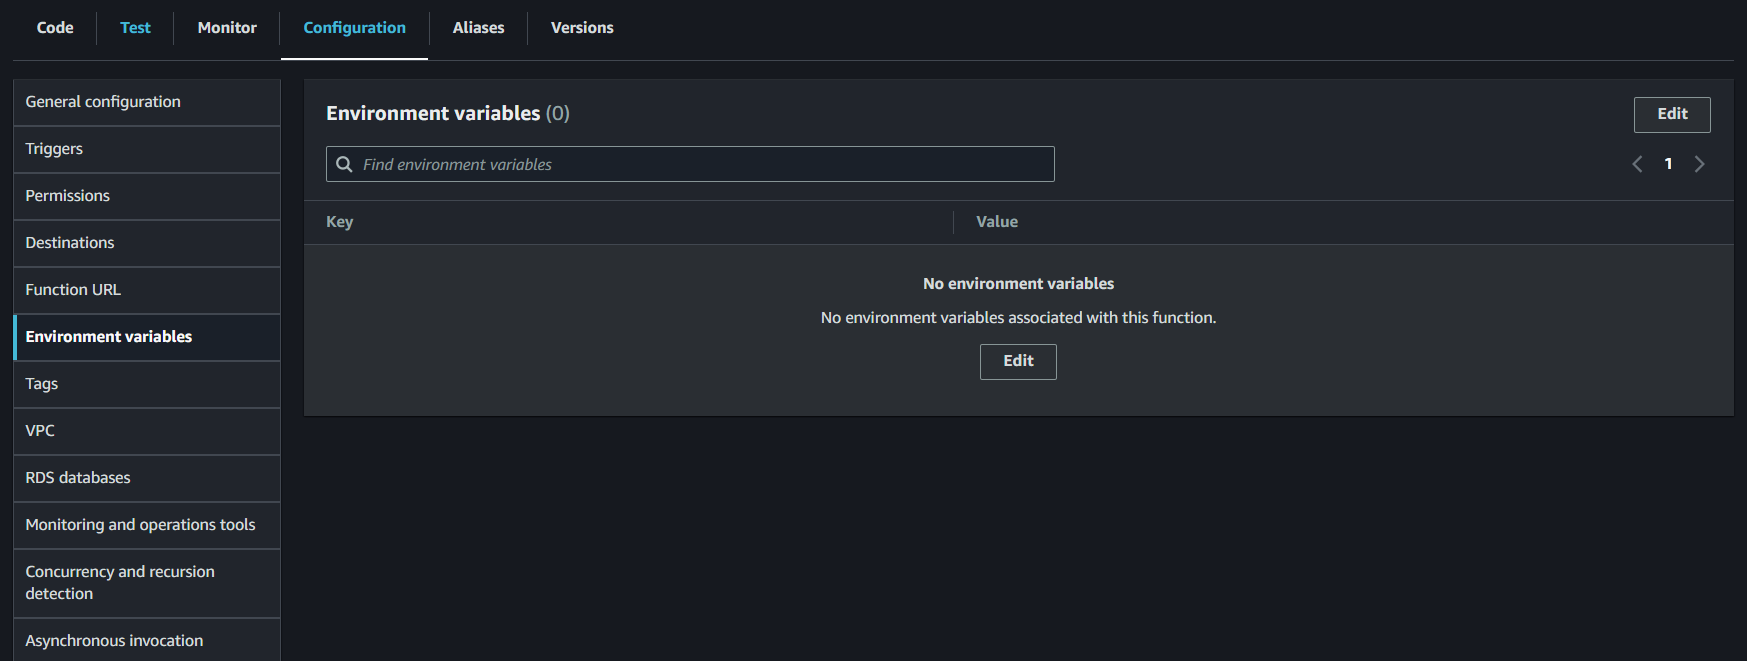 Code Test Monitor Configuration Aliases Versions
General configuration
Triggers
Permissions
Destinations
Function URL
Environment variables
Tags
VPC
RDS databases
Monitoring and operations tools
Concurrency and recursion
detection
Asynchronous invocation
Environment variables (0)
Edit
Find environment variables
1
Key Value
No environment variables
No environment variables associated with this function.
Edit